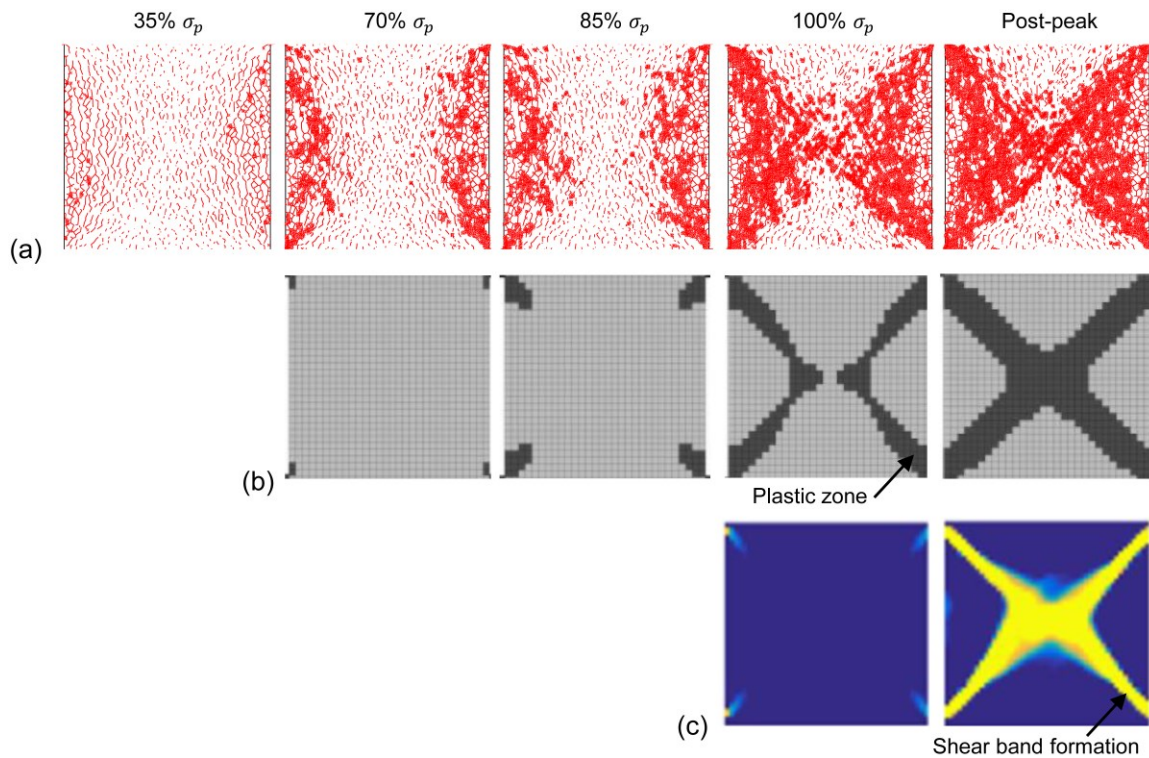 35% σp
70% σp
85% σp
100% σp
Post-peak
(a)
(b)
Plastic zone
(c)
Shear band formation